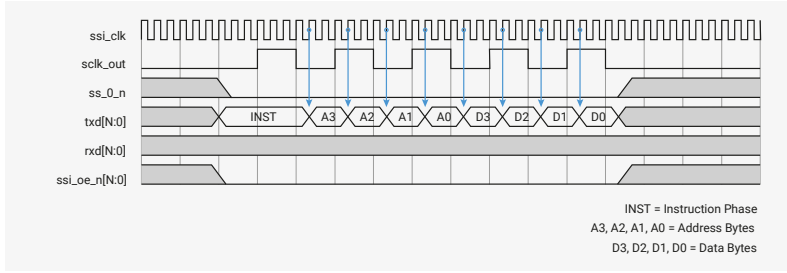 ssi_clk
sclk_out
ss_0_n
txd[N:0] INST A3 A2 A1 A0 D3 D2 D1 D0
rxd[N:0]
ssi_oe_n[N:0]
INST = Instruction Phase
A3, A2, A1, A0 = Address Bytes
D3, D2, D1, D0 = Data Bytes